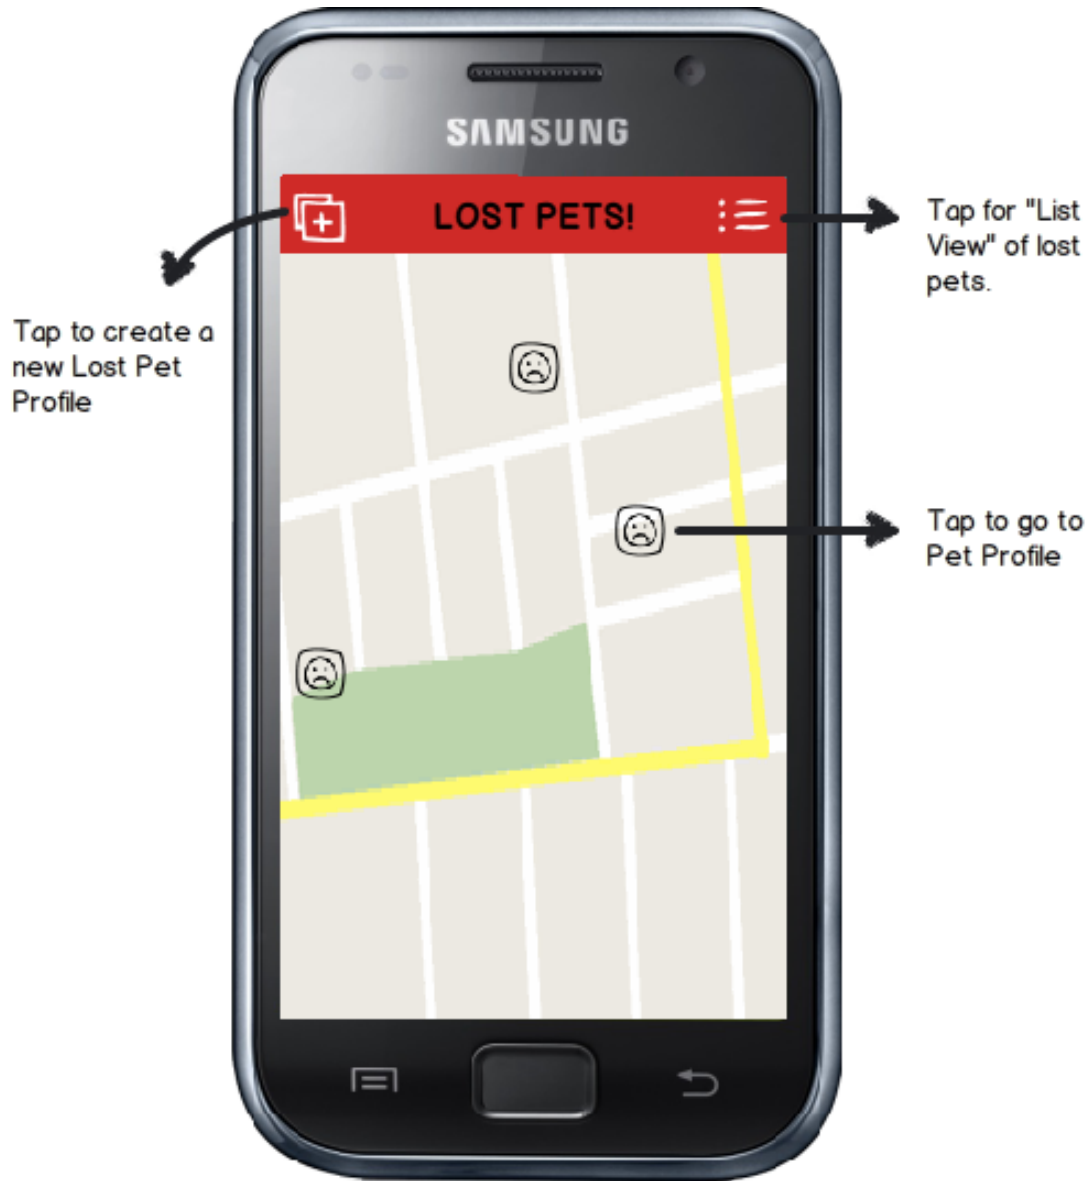 SAMSUNG
LOST PETS!
Tap for "List
View" of lost
pets.
Tap to create a
new Lost Pet
Profile
Tap to go to
Pet Profile